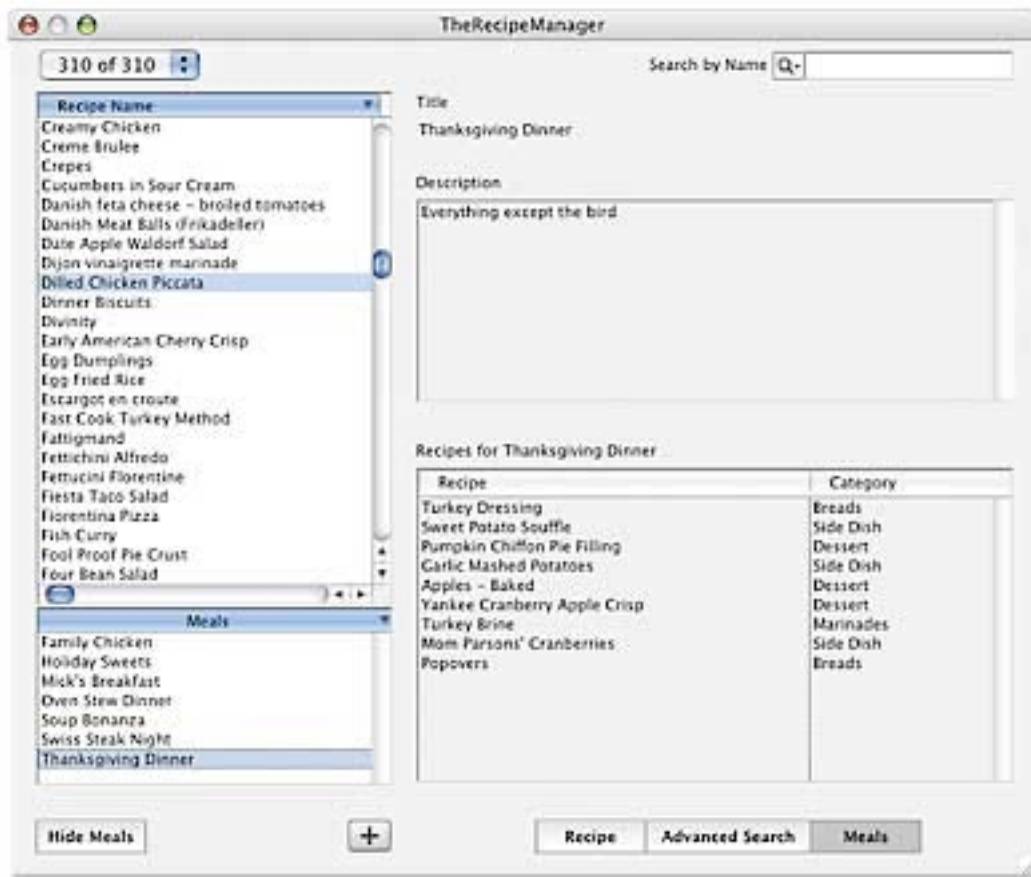 TheRecipeManager
310 of 310
Search by Name
Recipe Name
Creamy Chicken
Creme Brulee
Crepes
Cucumbers in Sour Cream
Danish feta cheese - broiled tomatoes
Danish Meat Balls (Frikadeller)
Date Apple Waldorf Salad
Dijon vinaigrette marinade
Dilled Chicken Piccata
Dinner Biscuits
Divinity
Early American Cherry Crisp
Egg Dumplings
Egg Fried Rice
Escargot en croute
Fast Cook Turkey Method
Fattigmand
Fettichini Alfredo
Fettucini Florentine
Fiesta Taco Salad
Fiorentina Pizza
Fish Curry
Fool Proof Pie Crust
Four Bean Salad
Meals
Family Chicken
Holiday Sweets
Mick's Breakfast
Oven Stew Dinner
Soup Bonanza
Swiss Steak Night
Thanksgiving Dinner
Hide Meals
+
Title
Thanksgiving Dinner
Description
Everything except the bird
Recipes for Thanksgiving Dinner
Recipe Category
Turkey Dressing Breads
Sweet Potato Souffle Side Dish
Pumpkin Chiffon Pie Filling Dessert
Garlic Mashed Potatoes Side Dish
Apples - Baked Dessert
Yankee Cranberry Apple Crisp Dessert
Turkey Brine Marinades
Mom Parsons' Cranberries Side Dish
Popovers Breads
Recipe Advanced Search Meals